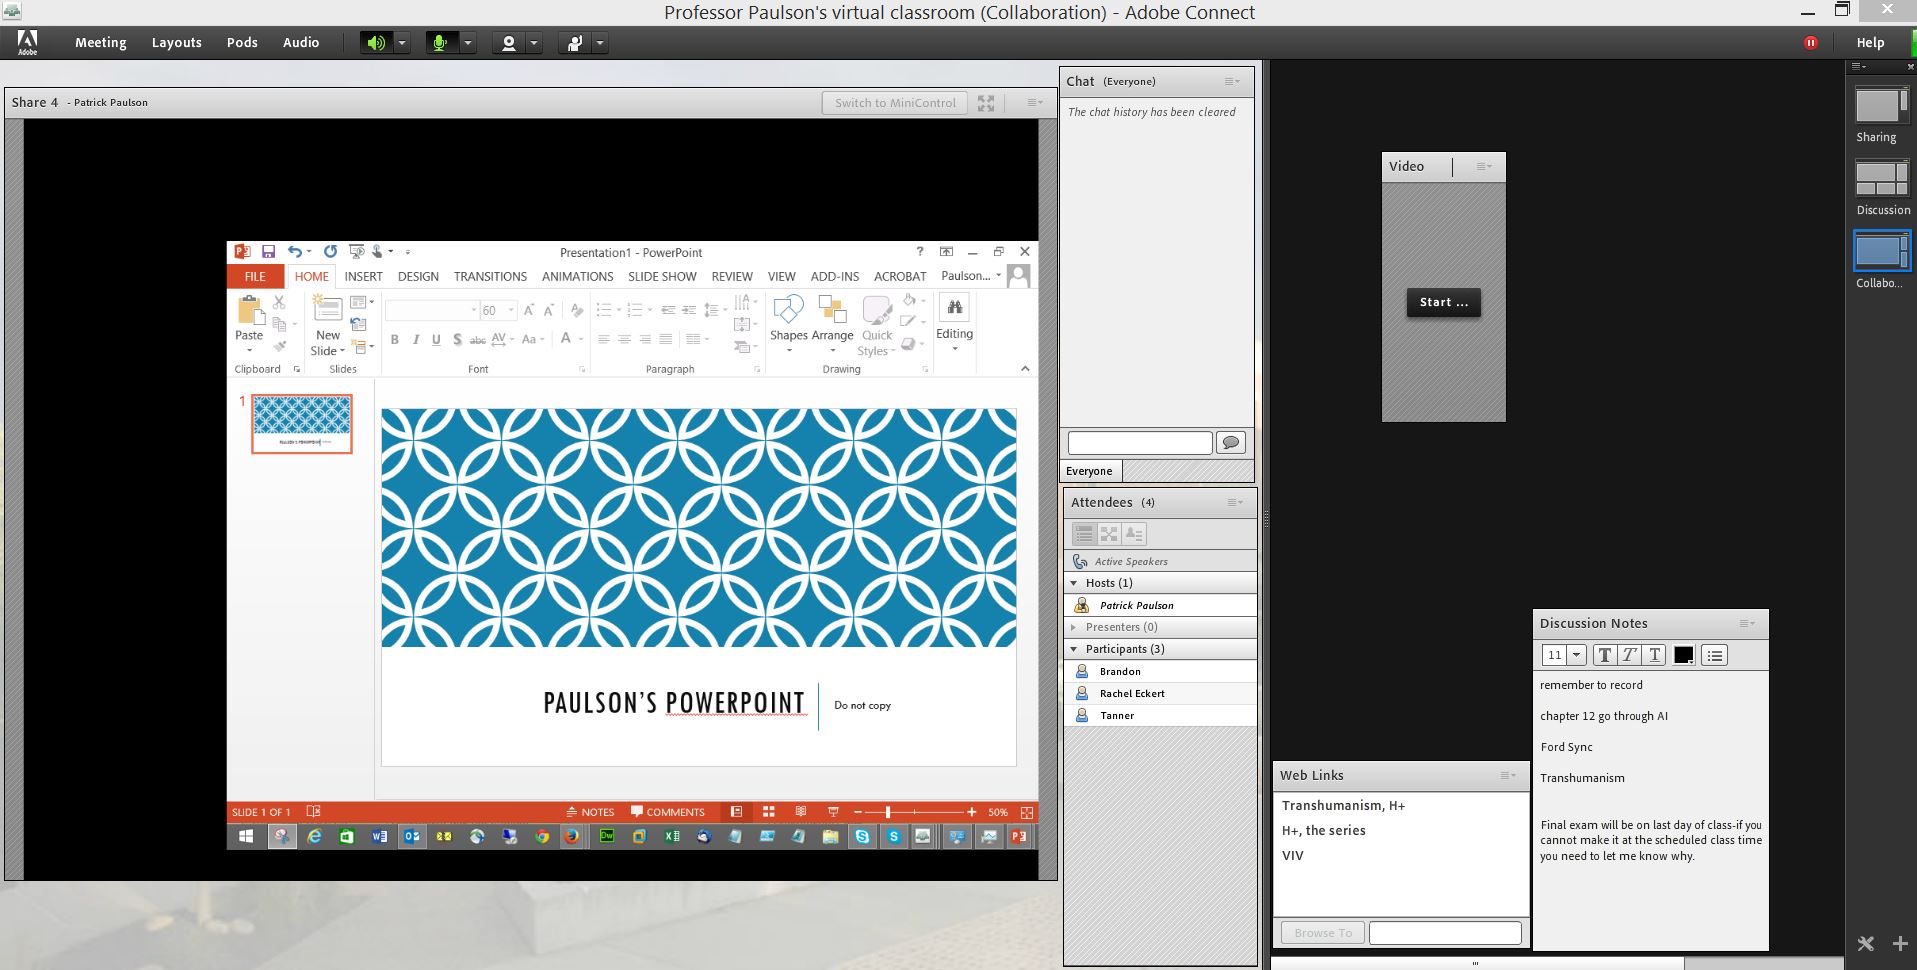 Professor Paulson's virtual classroom (Collaboration) - Adobe Connect
Adobe
Meeting Layouts Pods Audio
Help
Share 4 - Patrick Paulson
Switch to MiniControl
Presentation1 - PowerPoint
FILE HOME INSERT DESIGN TRANSITIONS ANIMATIONS SLIDE SHOW REVIEW VIEW ADD-INS ACROBAT Paulson...
60
Paste
New
Slide
B I U S abc AV Aa A
Shapes Arrange Quick
Styles
Editing
Clipboard Slides Font Paragraph Drawing
1
PAULSON'S POWERPOINT
Do not copy
SLIDE 1 OF 1
NOTES COMMENTS 50%
Chat (Everyone)
The chat history has been cleared
Everyone
Attendees (4)
Active Speakers
Hosts (1)
Patrick Paulson
Presenters (0)
Participants (3)
Brandon
Rachel Eckert
Tanner
Video
Start ...
Web Links
Transhumanism, H+
H+, the series
VIV
Browse To
Discussion Notes
11 T T T
remember to record
chapter 12 go through AI
Ford Sync
Transhumanism
Final exam will be on last day of class-if you
cannot make it at the scheduled class time
you need to let me know why.
Sharing
Discussion
Collabo...